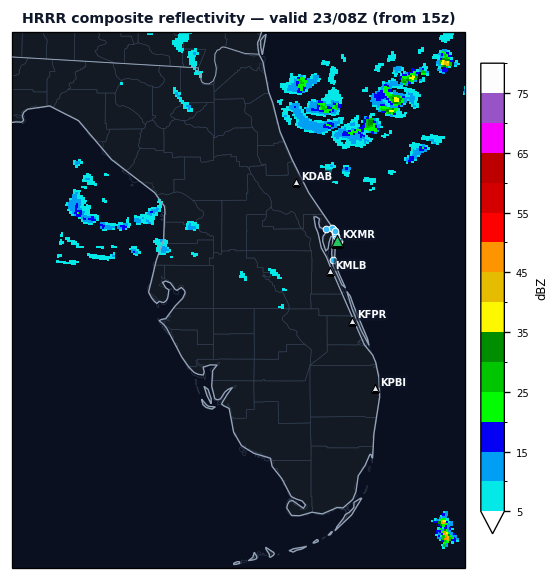 HRRR composite reflectivity — valid 23/08Z (from 15z)
KDAB
KXMR
KMLB
KFPR
KPBI
75
65
55
45
35
25
15
5
dBZ